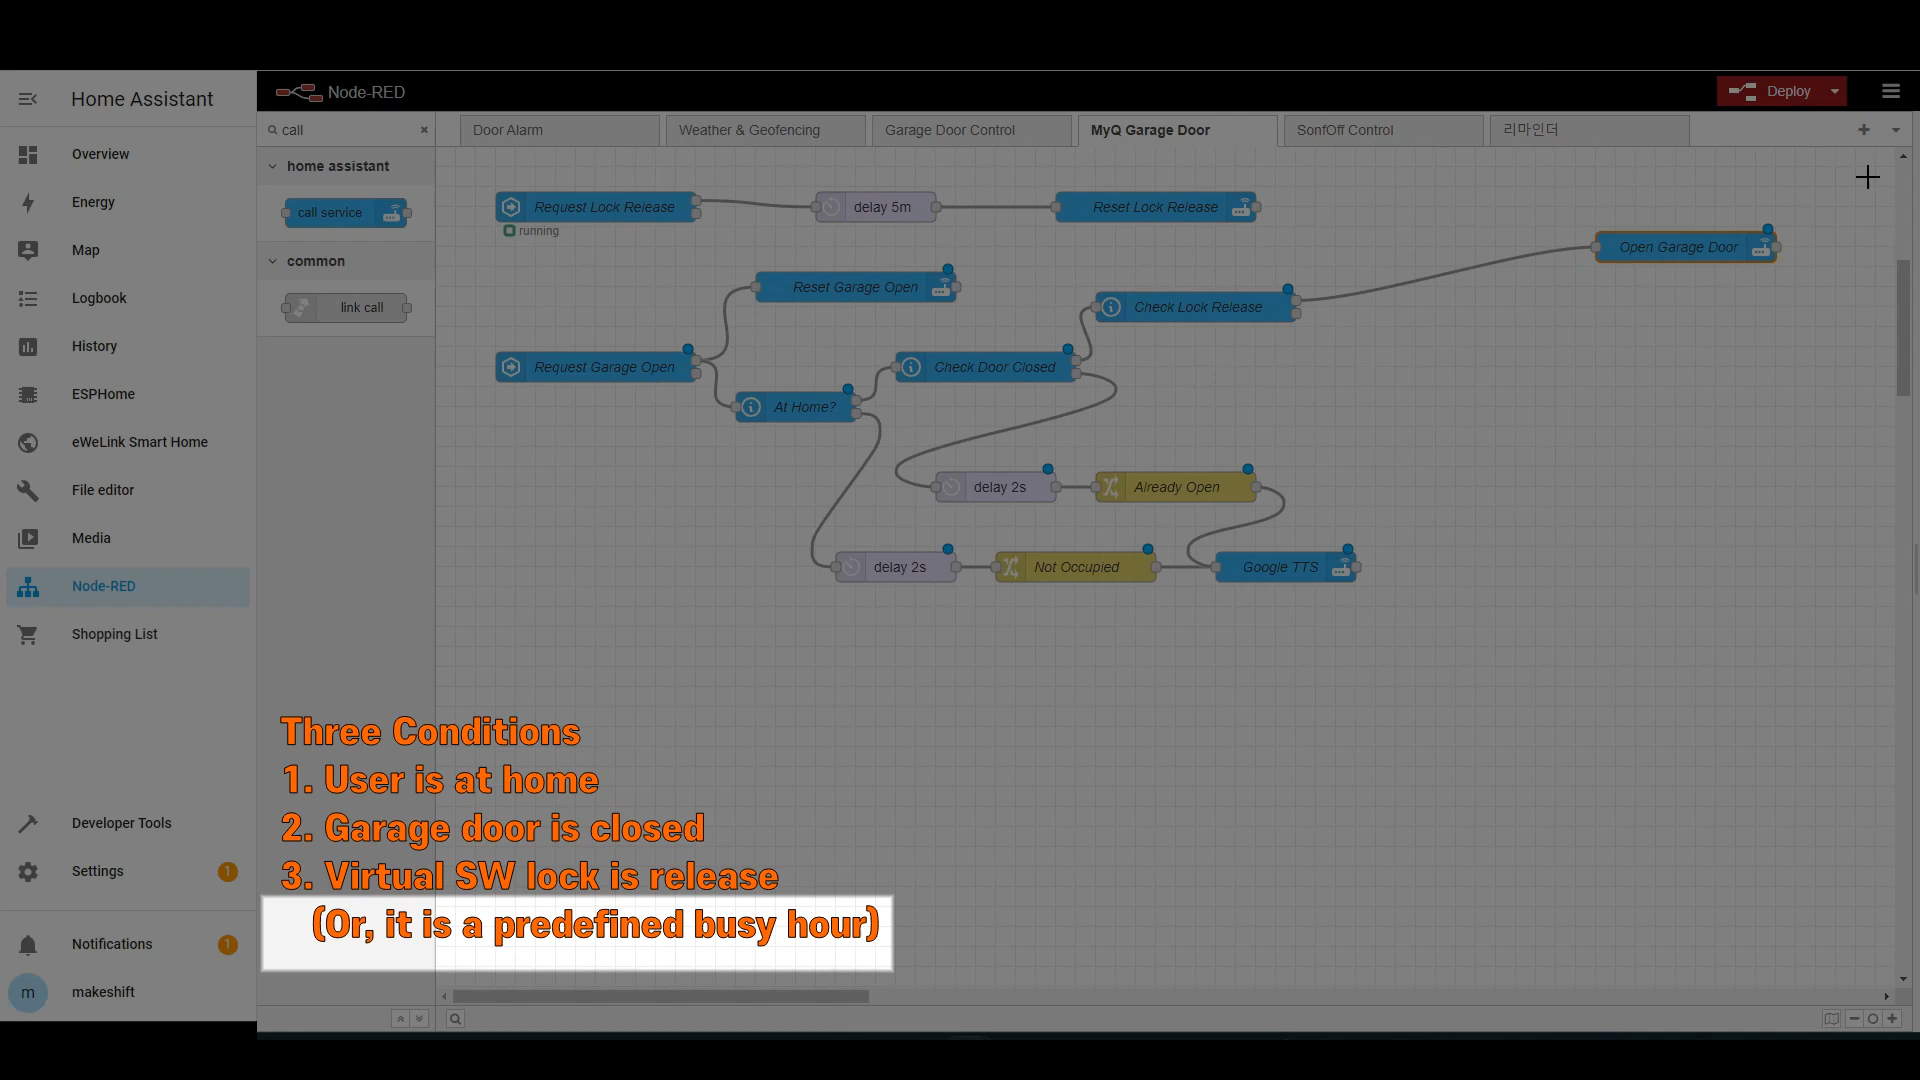 Home Assistant
Node-RED
Deploy
call
Door Alarm
Weather & Geofencing
Garage Door Control
MyQ Garage Door
SonfOff Control
리마인더
Overview
Energy
Map
Logbook
History
ESPHome
eWeLink Smart Home
File editor
Media
Node-RED
Shopping List
Developer Tools
Settings
1
Notifications
1
m
makeshift
home assistant
call service
common
link call
Request Lock Release
running
delay 5m
Reset Lock Release
Open Garage Door
Reset Garage Open
Check Lock Release
Request Garage Open
Check Door Closed
At Home?
delay 2s
Already Open
delay 2s
Not Occupied
Google TTS
Three Conditions
1. User is at home
2. Garage door is closed
3. Virtual SW lock is release
(Or, it is a predefined busy hour)